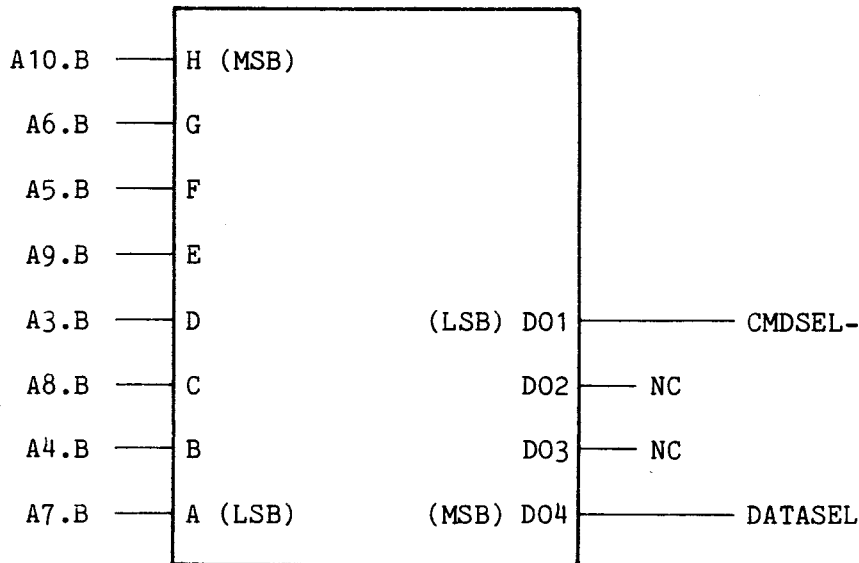 A10.B H (MSB)
A6.B G
A5.B F
A9.B E
A3.B D (LSB) DO1 CMDSEL-
A8.B C DO2 NC
A4.B B DO3 NC
A7.B A (LSB) (MSB) DO4 DATASEL